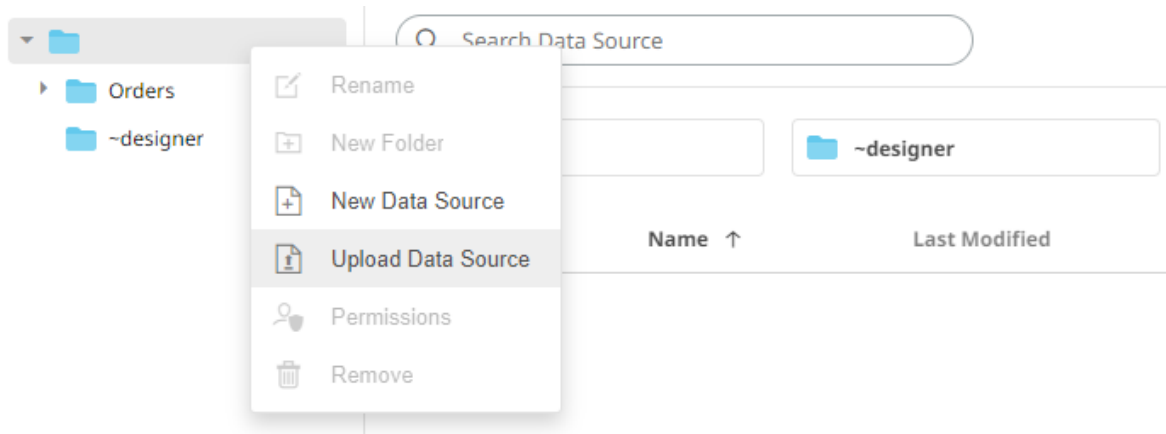 Search Data Source
Orders
~designer
Rename
New Folder
New Data Source
Upload Data Source
Permissions
Remove
~designer
Name ↑
Last Modified